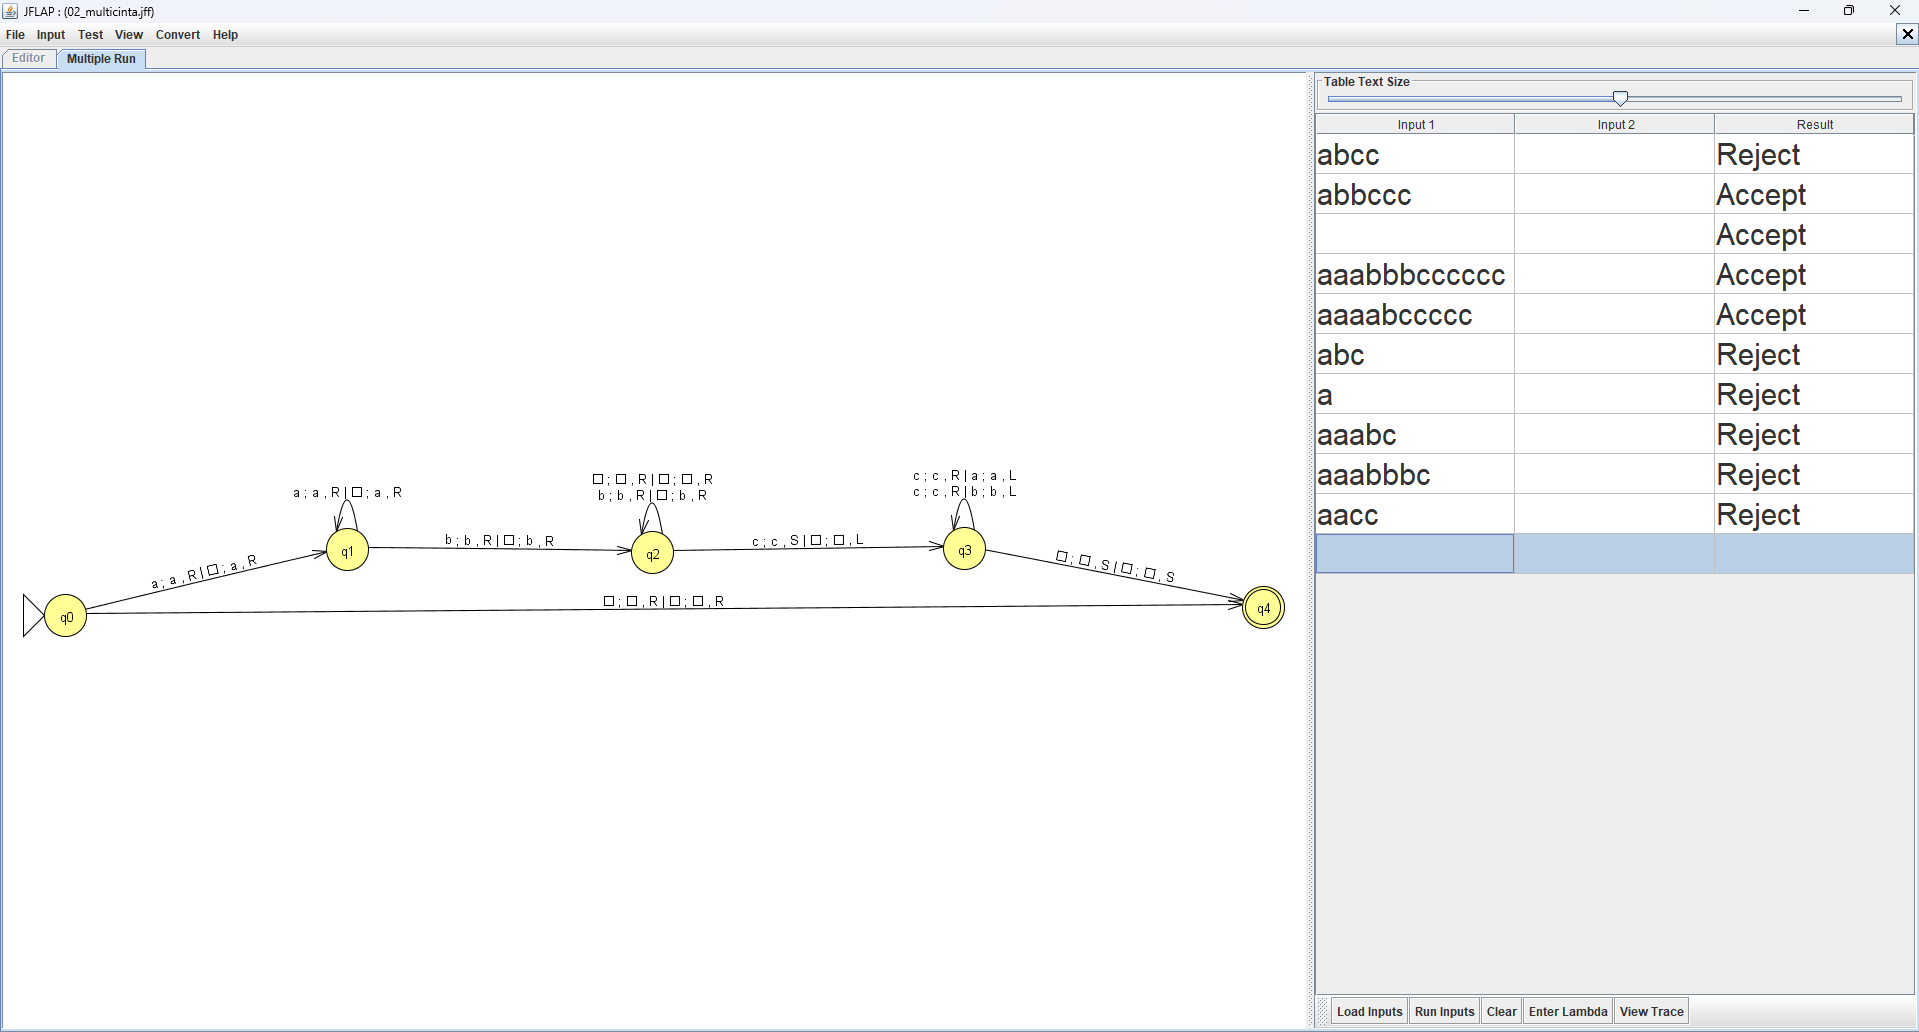 JFLAP : (02_multicinta.jff)
File Input Test View Convert Help
Editor Multiple Run
a ; a , R | □ ; a , R
□ ; □ , R | □ ; □ , R
b ; b , R | □ ; b , R
c ; c , R | a ; a , L
c ; c , R | b ; b , L
b ; b , R | □ ; b , R
c ; c , S | □ ; □ , L
a ; a , R | □ ; a , R
□ ; □ , S | □ ; □ , S
□ ; □ , R | □ ; □ , R
q0
q1
q2
q3
q4
Table Text Size
Input 1 Input 2 Result
abcc Reject
abbccc Accept
Accept
aaabbbcccccc Accept
aaaabccccc Accept
abc Reject
a Reject
aaabc Reject
aaabbbc Reject
aacc Reject
Load Inputs Run Inputs Clear Enter Lambda View Trace